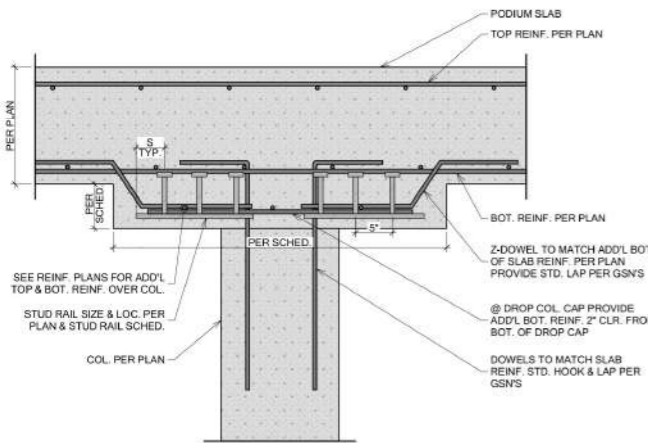 PODIUM SLAB
TOP REINF. PER PLAN
PER PLAN
S
TYP.
PER
SCHED.
BOT. REINF. PER PLAN
5"
PER SCHED.
Z-DOWEL TO MATCH ADD'L BOT
OF SLAB REINF. PER PLAN
PROVIDE STD. LAP PER GSN'S
SEE REINF. PLANS FOR ADD'L
TOP & BOT. REINF. OVER COL.
STUD RAIL SIZE & LOC. PER
PLAN & STUD RAIL SCHED.
@ DROP COL. CAP PROVIDE
ADD'L BOT. REINF. 2" CLR. FRO
BOT. OF DROP CAP
COL. PER PLAN
DOWELS TO MATCH SLAB
REINF. STD. HOOK & LAP PER
GSN'S